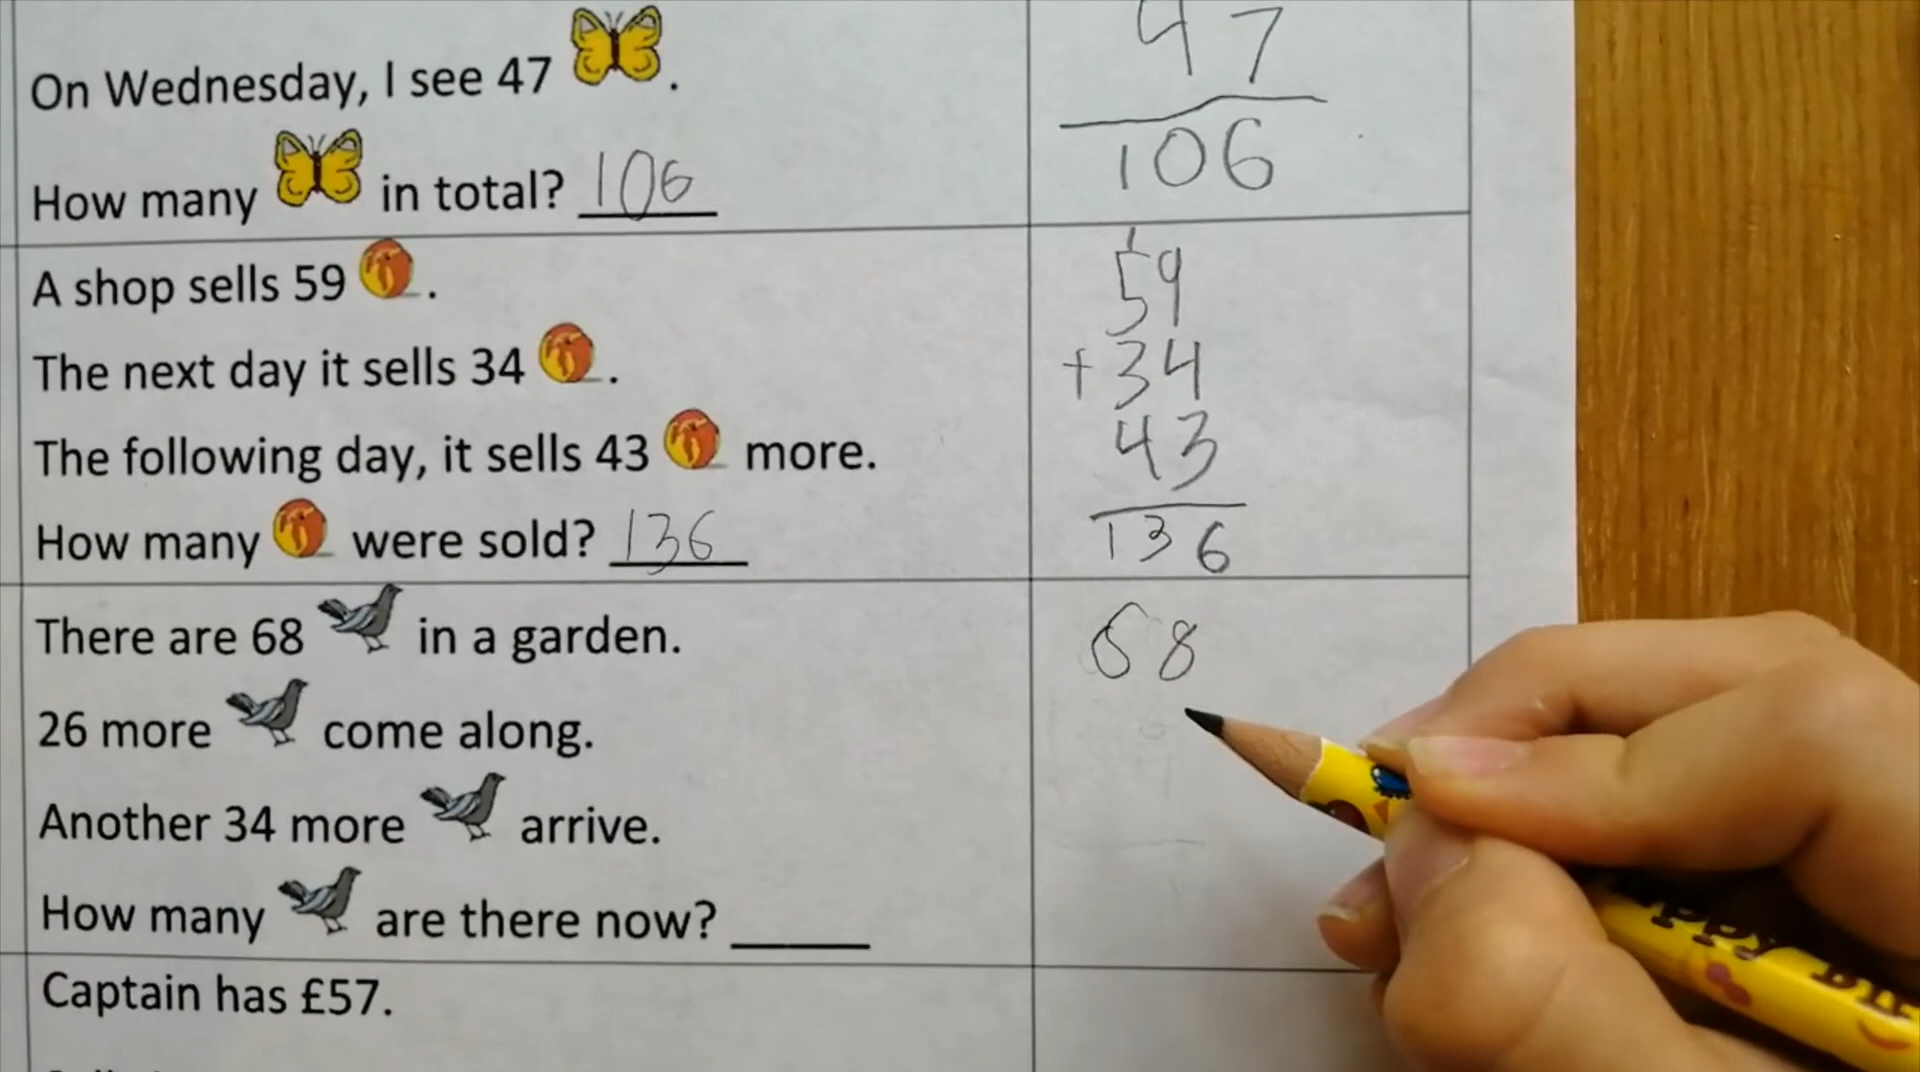 On Wednesday, I see 47 .
How many in total? 106
47
106
A shop sells 59 .
The next day it sells 34 .
The following day, it sells 43 more.
How many were sold? 136
1
59
+34
43
136
There are 68 in a garden.
26 more come along.
Another 34 more arrive.
How many are there now?
68
Captain has £57.